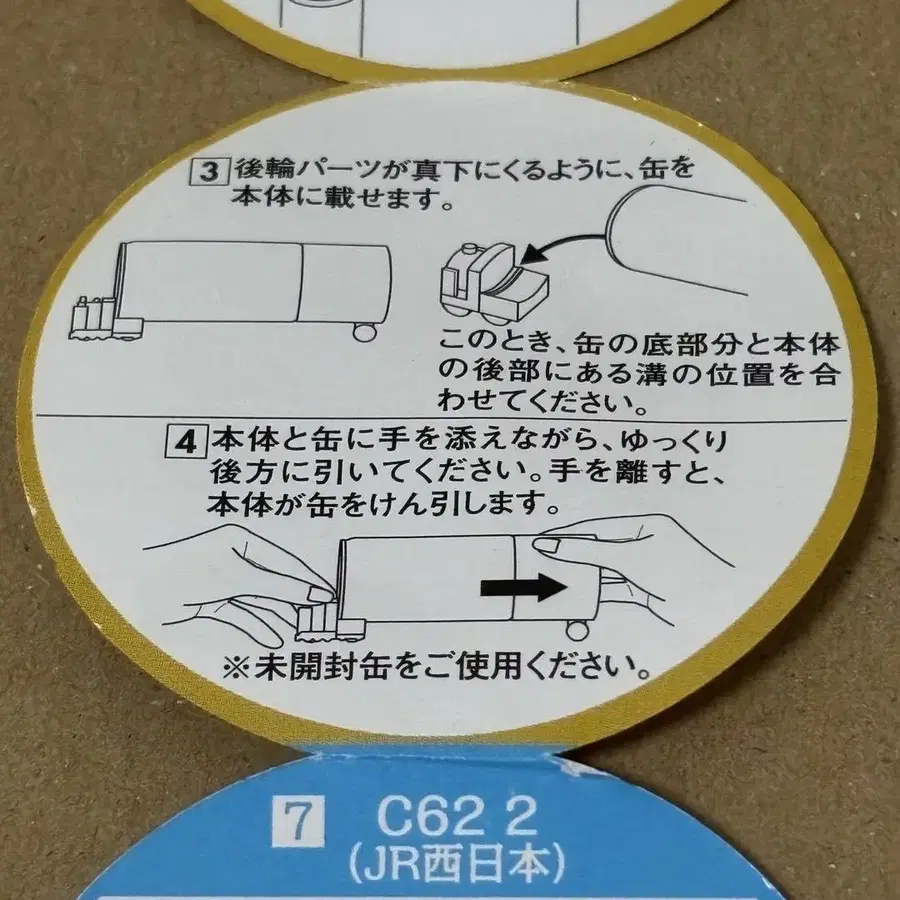 3 後輪パーツが真下にくるように、缶を
本体に載せます。
このとき、缶の底部分と本体
の後部にある溝の位置を合
わせてください。
4 本体と缶に手を添えながら、ゆっくり
後方に引いてください。手を離すと、
本体が缶をけん引します。
※未開封缶をご使用ください。
7 C62 2
(JR西日本)